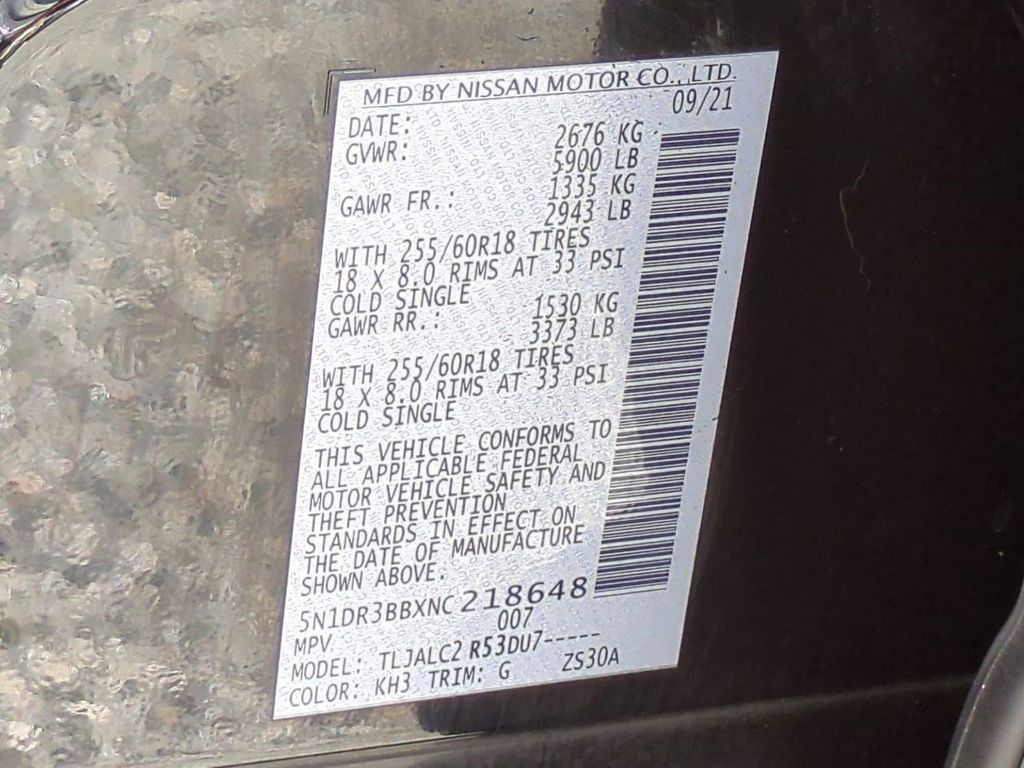 MFD BY NISSAN MOTOR CO., LTD.
DATE: 09/21
GVWR: 2676 KG
5900 LB
GAWR FR.: 1335 KG
2943 LB
WITH 255/60R18 TIRES
18 X 8.0 RIMS AT 33 PSI
COLD SINGLE
GAWR RR.: 1530 KG
3373 LB
WITH 255/60R18 TIRES
18 X 8.0 RIMS AT 33 PSI
COLD SINGLE
THIS VEHICLE CONFORMS TO
ALL APPLICABLE FEDERAL
MOTOR VEHICLE SAFETY AND
THEFT PREVENTION
STANDARDS IN EFFECT ON
THE DATE OF MANUFACTURE
SHOWN ABOVE.
5N1DR3BBXNC218648
MPV 007
MODEL: TLJALC2 R53DU7-----
COLOR: KH3 TRIM: G ZS30A